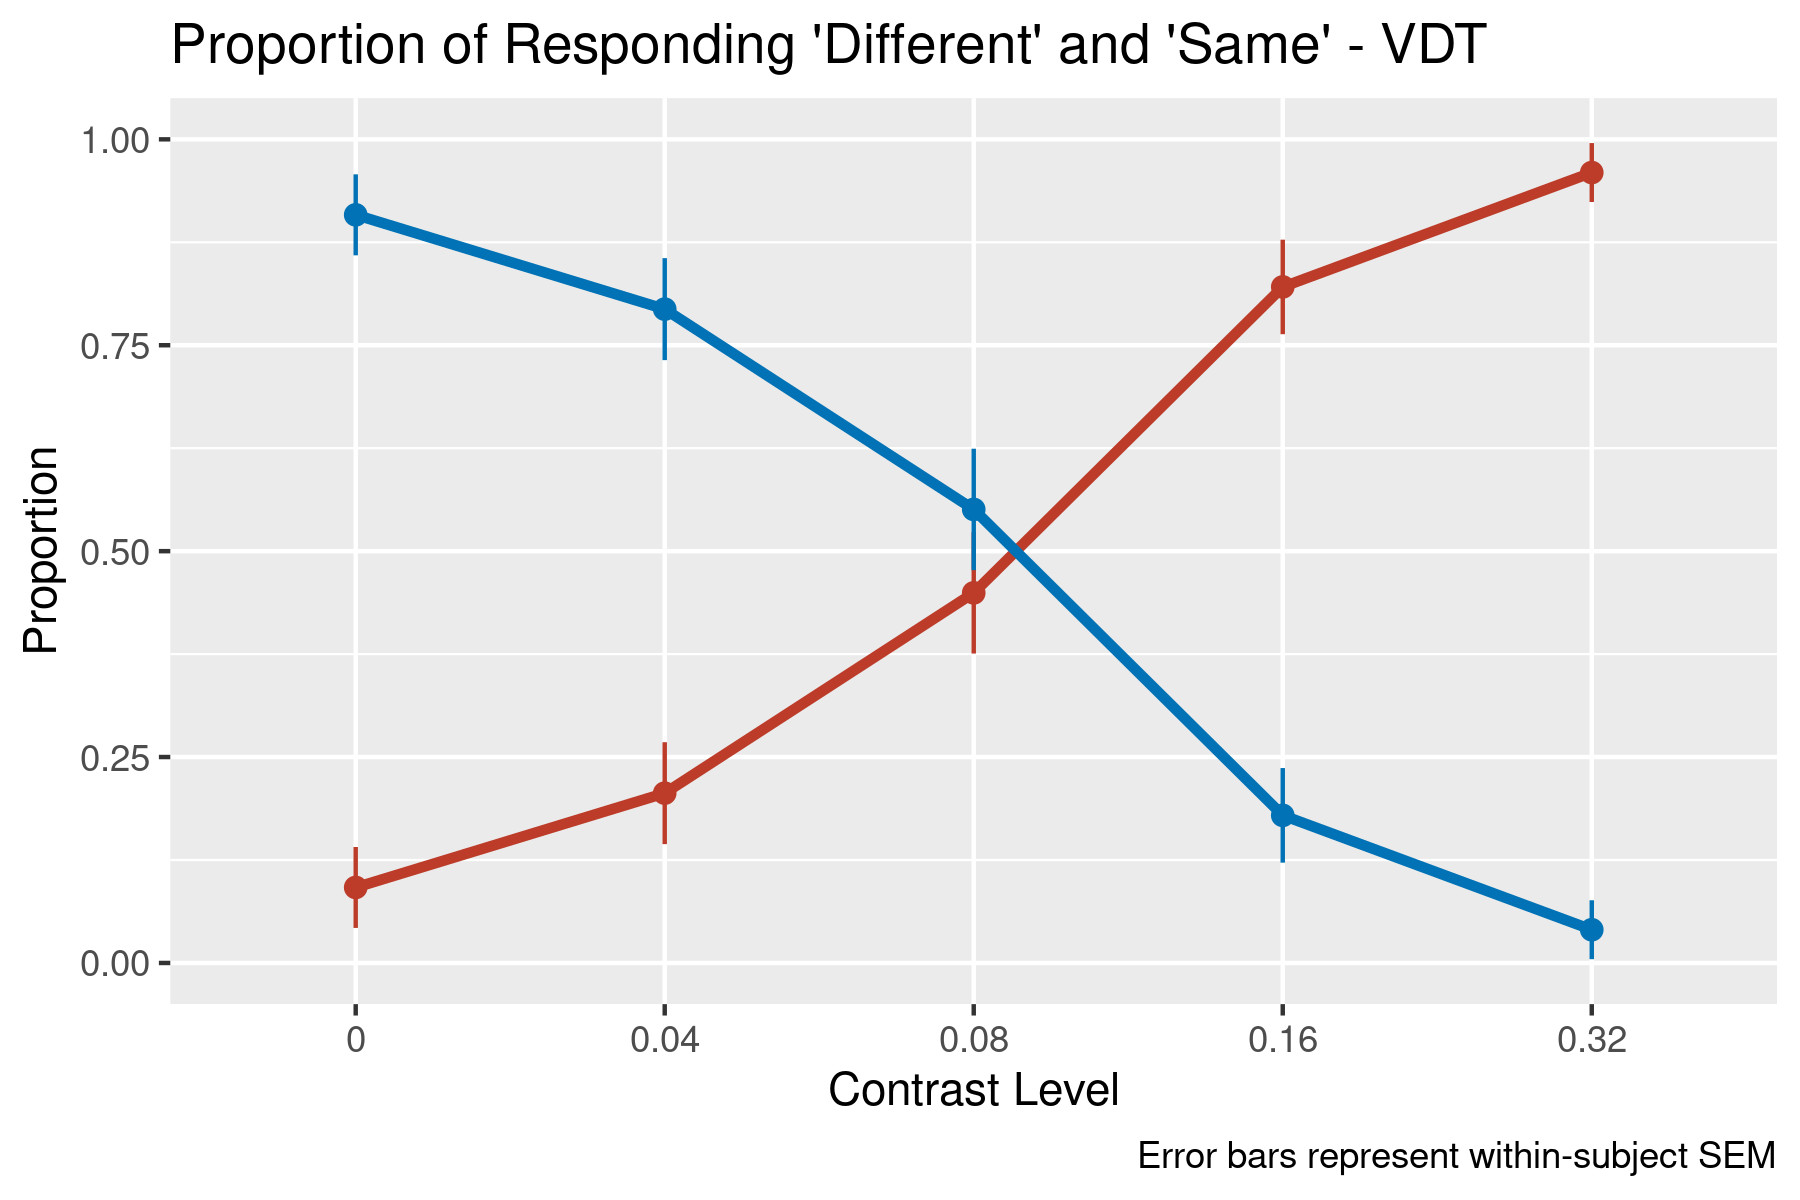 Proportion of Responding 'Different' and 'Same' - VDT
1.00
0.75
0.50
0.25
0.00
Proportion
0 0.04 0.08 0.16 0.32
Contrast Level
Error bars represent within-subject SEM